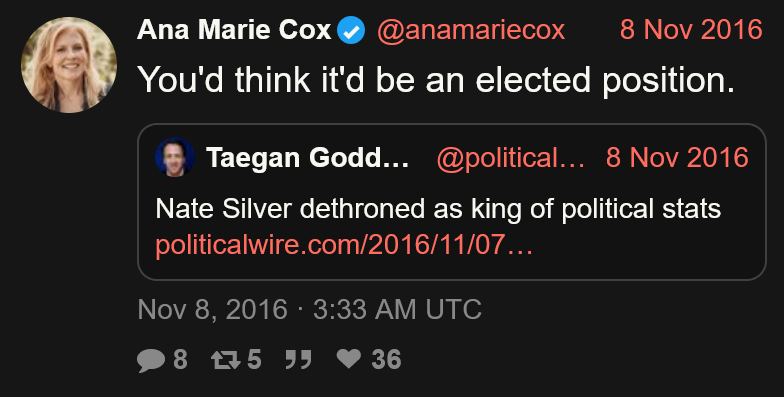 Ana Marie Cox @anamariecox 8 Nov 2016
You'd think it'd be an elected position.
Taegan Godd... @political... 8 Nov 2016
Nate Silver dethroned as king of political stats
politicalwire.com/2016/11/07...
Nov 8, 2016 · 3:33 AM UTC
8 5 36